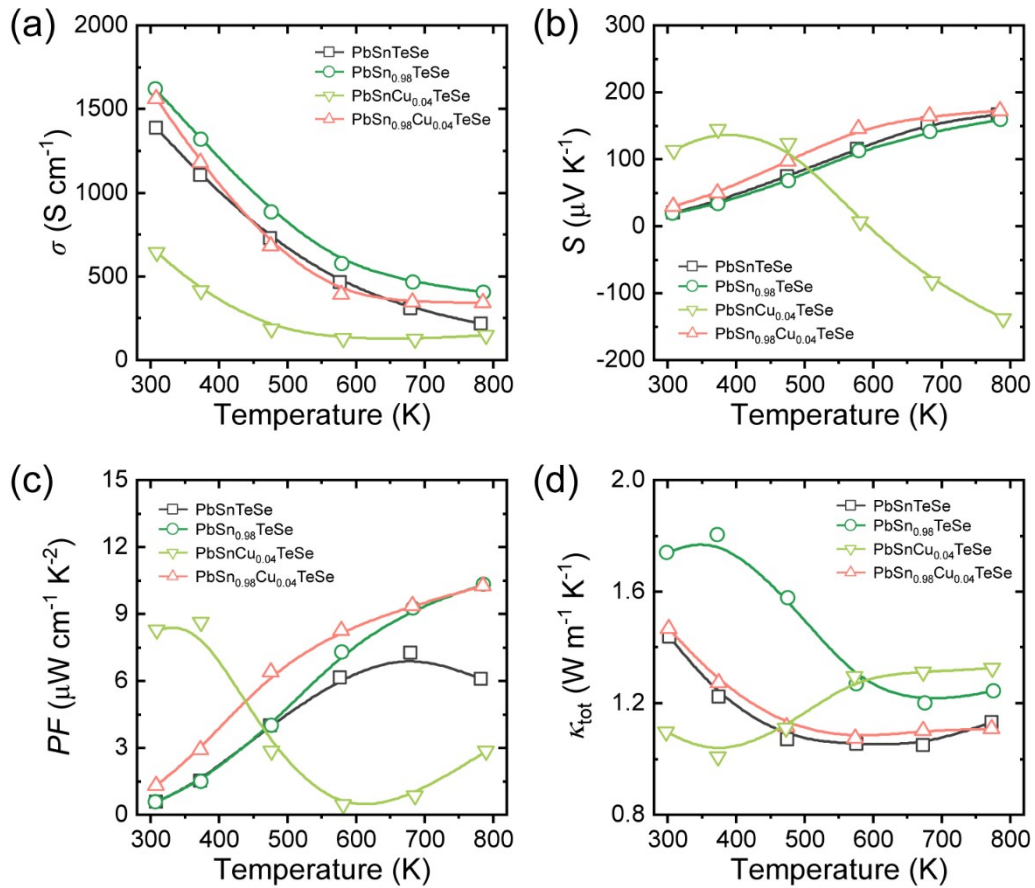 (a)
2000
1500
1000
500
0
σ (S cm⁻¹)
PbSnTeSe
PbSn₀.₉₈TeSe
PbSnCu₀.₀₄TeSe
PbSn₀.₉₈Cu₀.₀₄TeSe
300 400 500 600 700 800
Temperature (K)
(b)
300
200
100
0
-100
-200
S (μV K⁻¹)
PbSnTeSe
PbSn₀.₉₈TeSe
PbSnCu₀.₀₄TeSe
PbSn₀.₉₈Cu₀.₀₄TeSe
300 400 500 600 700 800
Temperature (K)
(c)
15
12
9
6
3
0
PF (μW cm⁻¹ K⁻²)
PbSnTeSe
PbSn₀.₉₈TeSe
PbSnCu₀.₀₄TeSe
PbSn₀.₉₈Cu₀.₀₄TeSe
300 400 500 600 700 800
Temperature (K)
(d)
2.0
1.6
1.2
0.8
κtot (W m⁻¹ K⁻¹)
PbSnTeSe
PbSn₀.₉₈TeSe
PbSnCu₀.₀₄TeSe
PbSn₀.₉₈Cu₀.₀₄TeSe
300 400 500 600 700 800
Temperature (K)